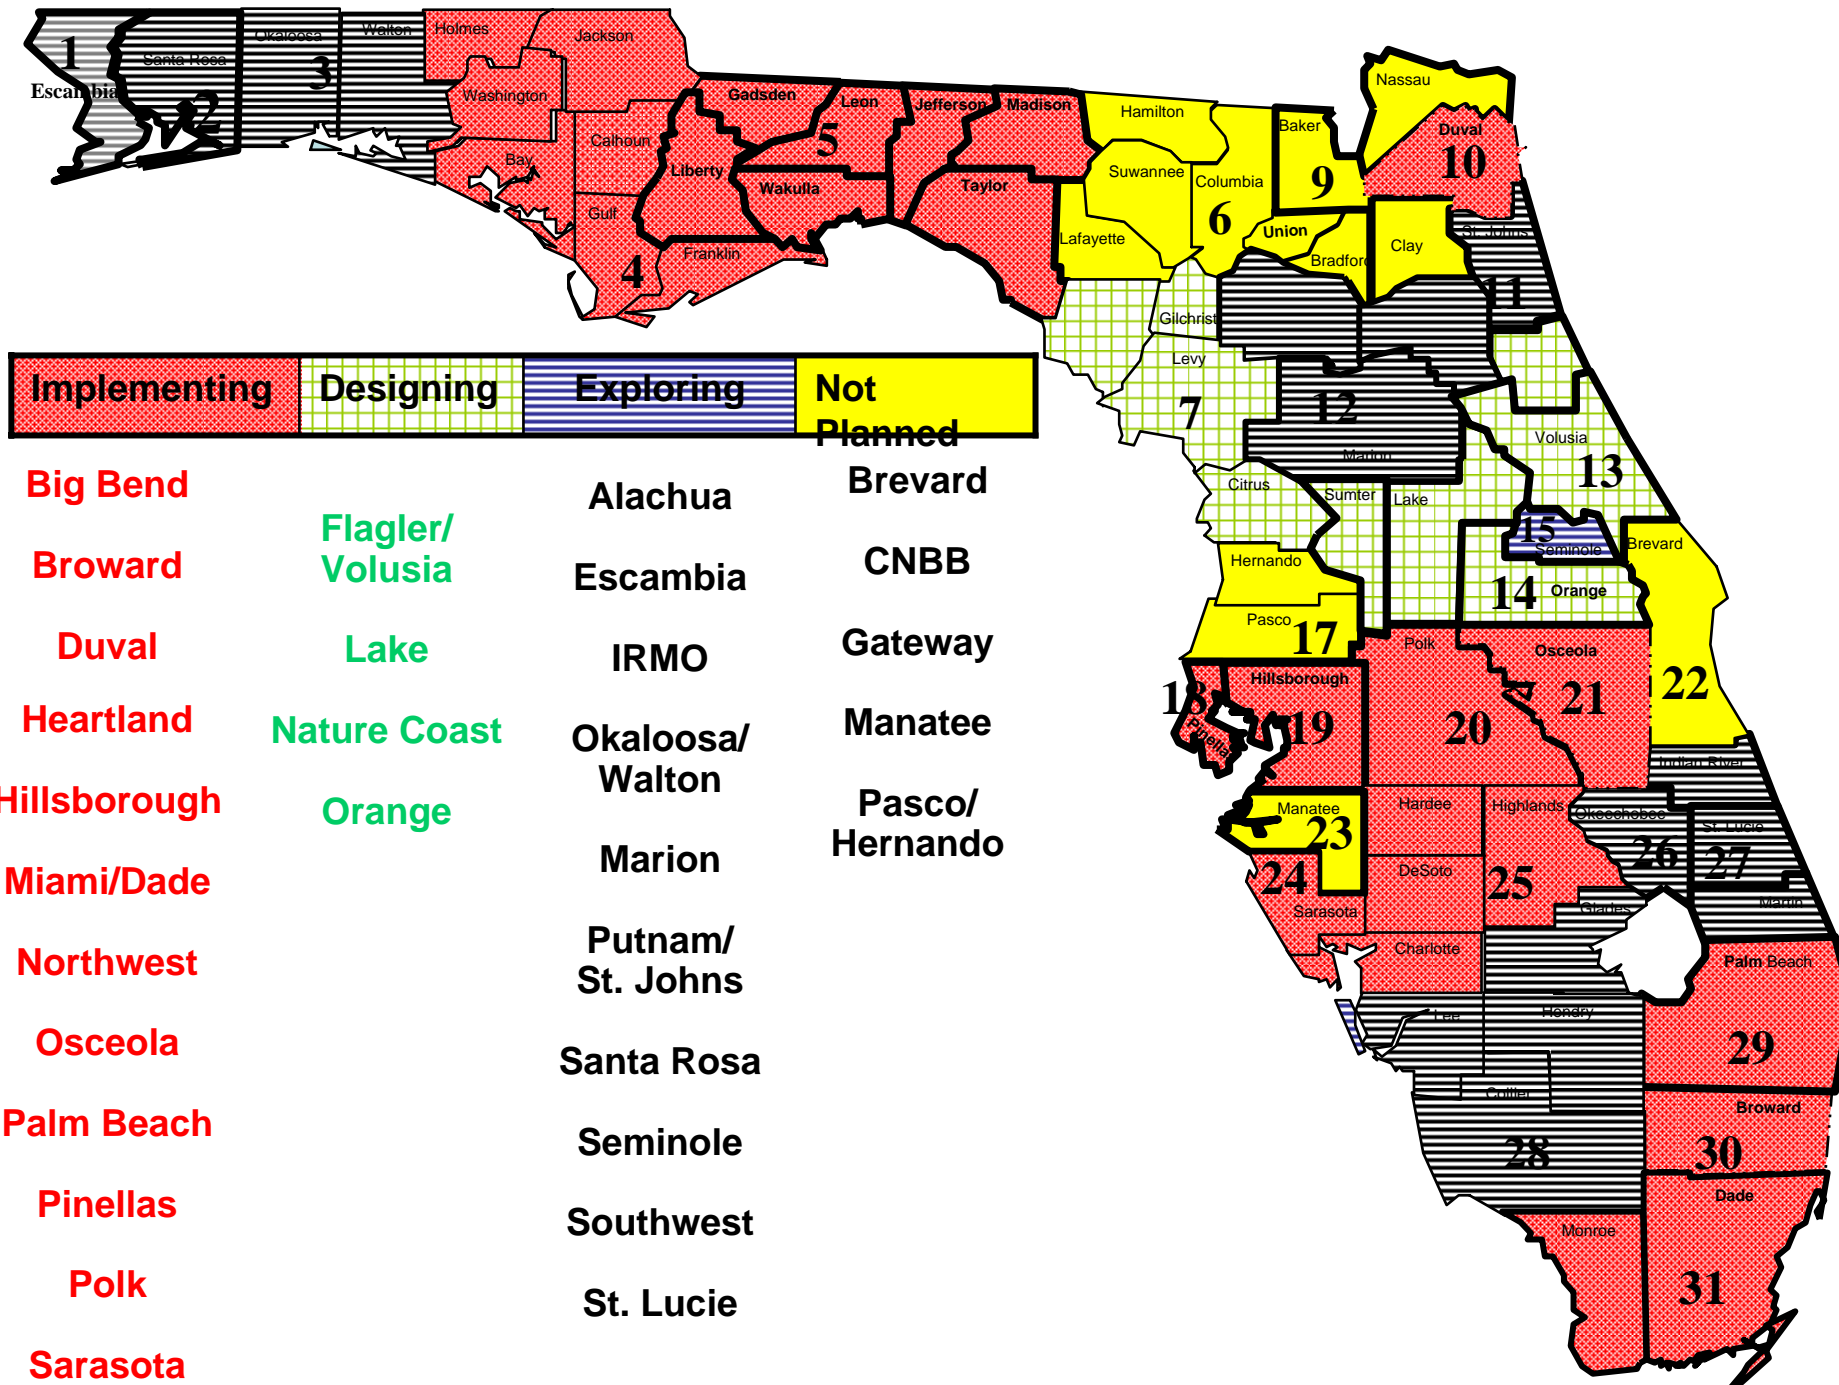 1
Escambia
Santa Rosa
2
Okaloosa
3
Walton
Holmes
Jackson
Washington
Bay
Calhoun
Gulf
4
Liberty
Franklin
Gadsden
Leon
5
Wakulla
Jefferson
Madison
Taylor
Hamilton
Suwannee
Lafayette
Columbia
6
Baker
9
Union
Bradford
Nassau
Duval
10
Clay
St. Johns
11
Gilchrist
Levy
7
12
Marion
Citrus
Sumter
Lake
Volusia
13
15
Seminole
Orange
14
Brevard
22
Hernando
Pasco
17
18
Pinellas
Hillsborough
19
Polk
20
Osceola
21
Manatee
23
24
Sarasota
Hardee
DeSoto
Highlands
25
Charlotte
Indian River
Okeechobee
26
St. Lucie
27
Martin
Glades
Lee
Hendry
Collier
28
Palm Beach
29
Broward
30
Dade
31
Monroe
Implementing
Big Bend
Broward
Duval
Heartland
Hillsborough
Miami/Dade
Northwest
Osceola
Palm Beach
Pinellas
Polk
Sarasota
Designing
Flagler/
Volusia
Lake
Nature Coast
Orange
Exploring
Alachua
Escambia
IRMO
Okaloosa/
Walton
Marion
Putnam/
St. Johns
Santa Rosa
Seminole
Southwest
St. Lucie
Not
Planned
Brevard
CNBB
Gateway
Manatee
Pasco/
Hernando